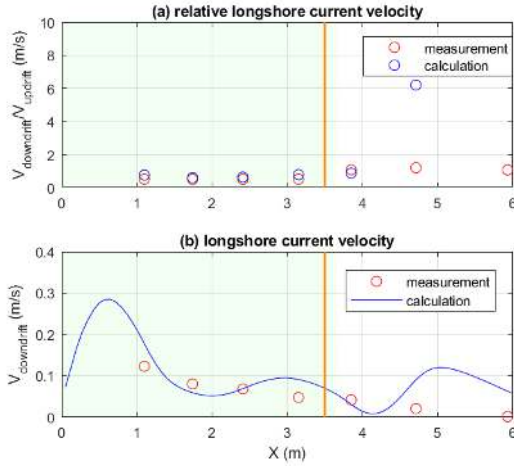 (a) relative longshore current velocity
10
8
6
4
2
0
V_downdrift/V_updrift (m/s)
measurement
calculation
0 1 2 3 4 5 6
(b) longshore current velocity
0.4
0.3
0.2
0.1
0
V_downdrift (m/s)
measurement
calculation
0 1 2 3 4 5 6
X (m)